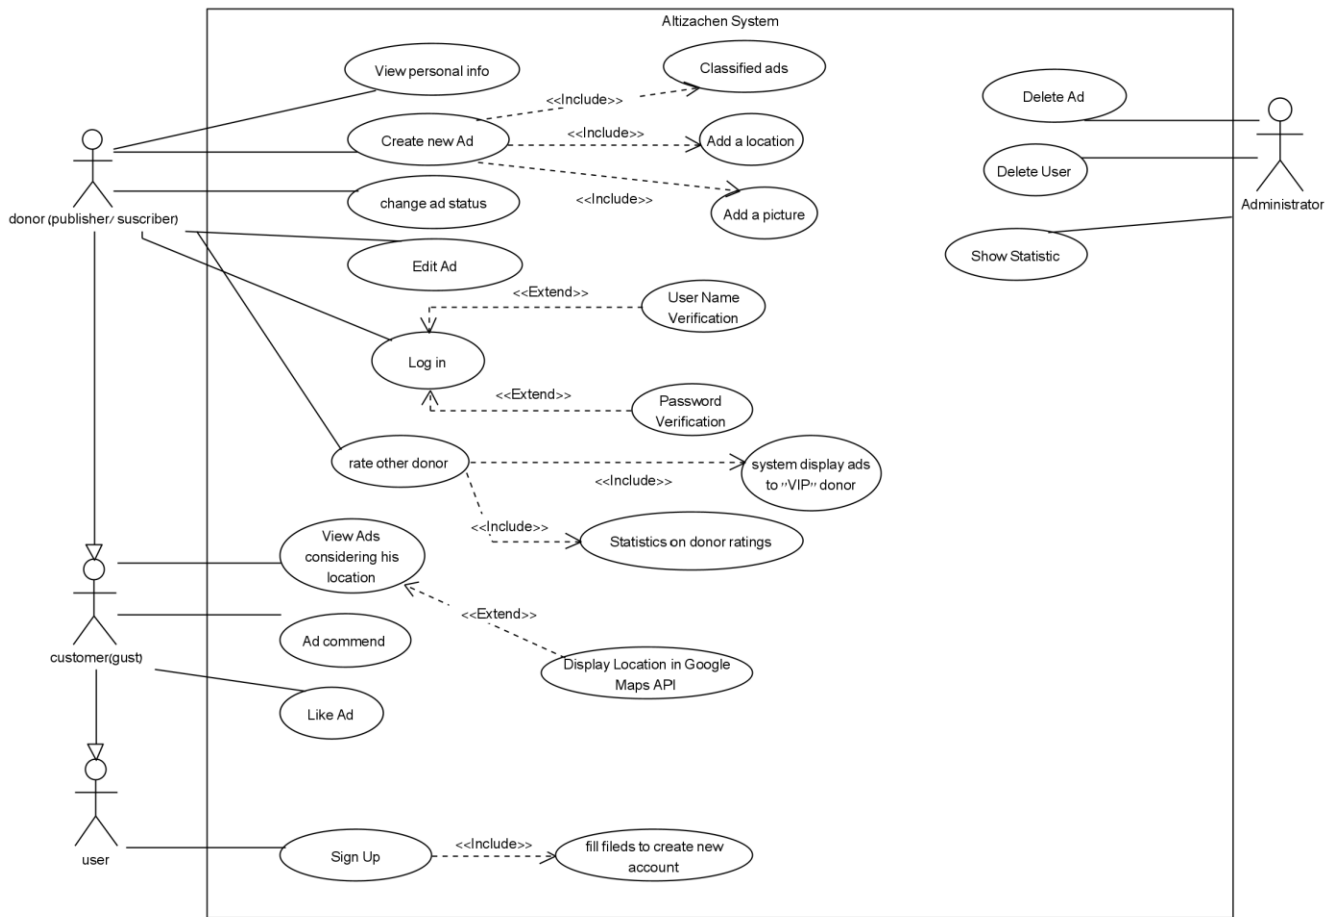 Altizachen System
View personal info
Classified ads
<<Include>>
Delete Ad
Create new Ad
<<Include>>
Add a location
Delete User
donor (publisher/ suscriber)
change ad status
<<Include>>
Add a picture
Administrator
Edit Ad
Show Statistic
<<Extend>>
User Name
Verification
Log in
<<Extend>>
Password
Verification
rate other donor
<<Include>>
system display ads
to "VIP" donor
<<Include>>
Statistics on donor ratings
View Ads
considering his
location
<<Extend>>
Ad commend
customer(gust)
Display Location in Google
Maps API
Like Ad
user
Sign Up
<<Include>>
fill fileds to create new
account